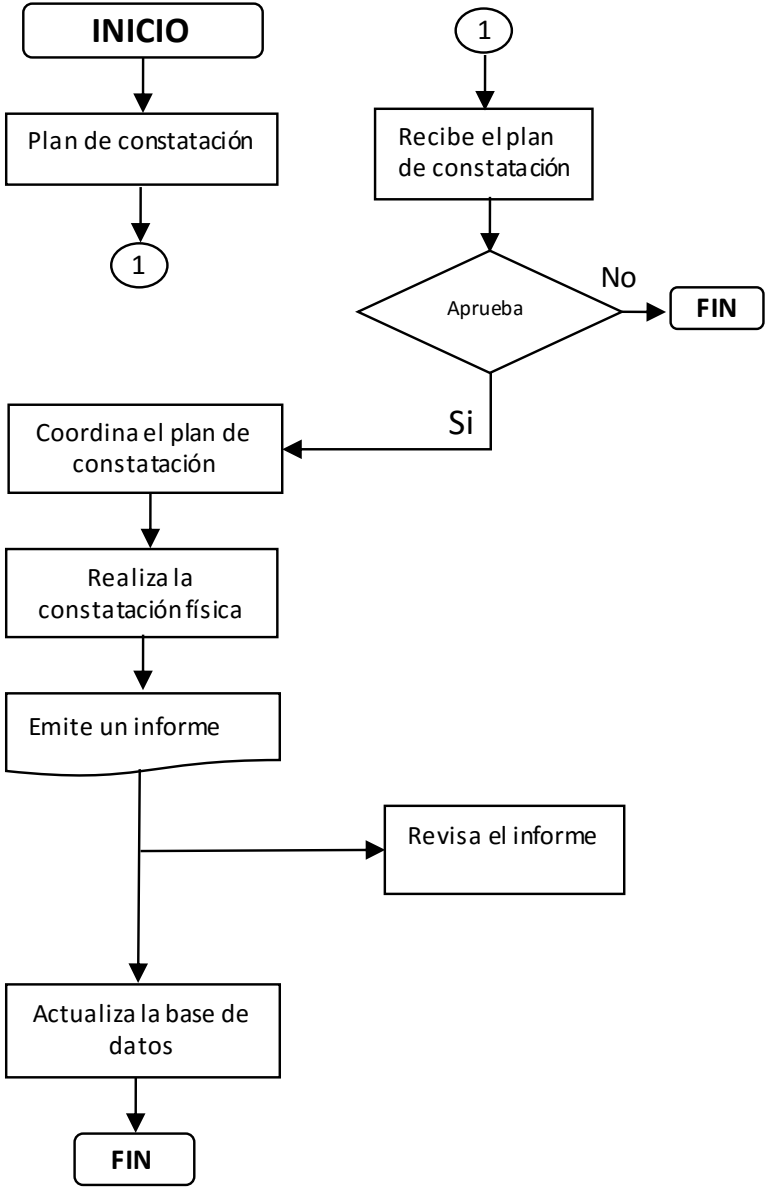 INICIO
Plan de constatación
1
1
Recibe el plan
de constatación
Aprueba
No
FIN
Si
Coordina el plan de
constatación
Realiza la
constatación física
Emite un informe
Revisa el informe
Actualiza la base de
datos
FIN